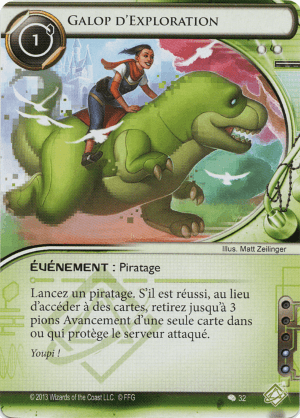 Galop d'Exploration
1
Illus. Matt Zeilinger
ÉVÉNEMENT : Piratage
Lancez un piratage. S'il est réussi, au lieu
d'accéder à des cartes, retirez jusqu'à 3
pions Avancement d'une seule carte dans
ou qui protège le serveur attaqué.
Youpi !
© 2013 Wizards of the Coast LLC. © FFG
32